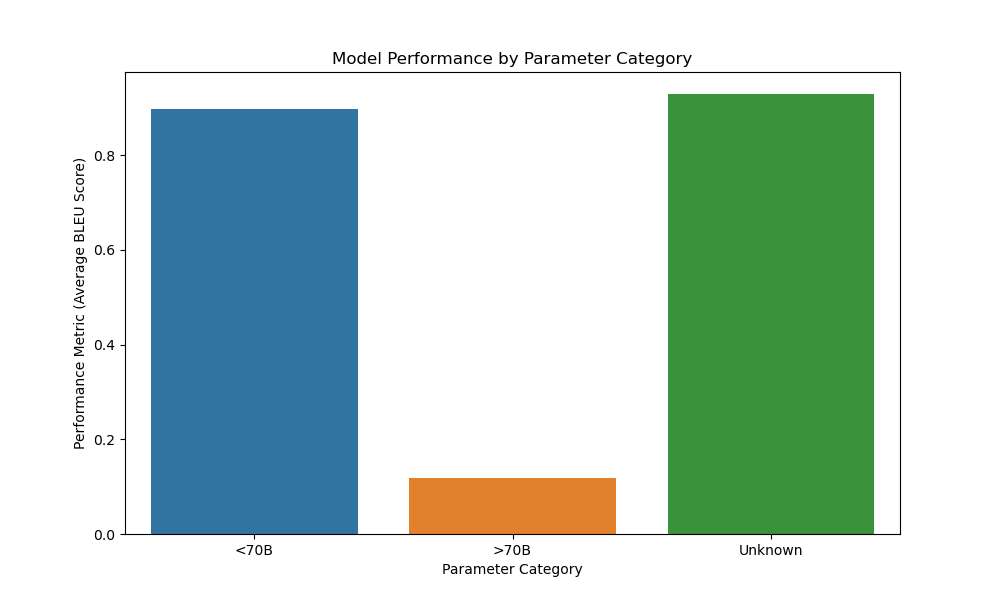 Model Performance by Parameter Category
Performance Metric (Average BLEU Score)
0.8
0.6
0.4
0.2
0.0
<70B
>70B
Unknown
Parameter Category